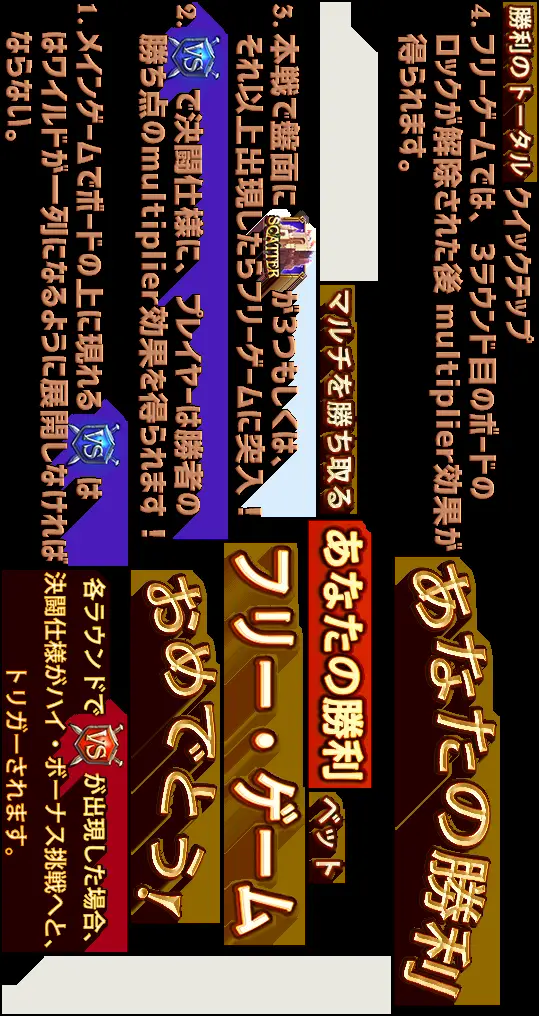 勝利のトータル
クイックチップ
4. フリーゲームでは、3ラウンド目のボードの
ロックが解除された後 multiplier効果が
得られます。
マルチを勝ち取る
3. 本戦で盤面に SCATTER が3つもしくは、
それ以上出現したらフリーゲームに突入！
2. VS で決闘仕様に、プレイヤーは勝者の
勝ち点のmultiplier効果を得られます！
1. メインゲームでボードの上に現れる VS は
はワイルドが一列になるように展開しなければ
ならない。
あなたの勝利
あなたの勝利
ベット
フリー・ゲーム
おめでとう！
各ラウンドで VS が出現した場合、
決闘仕様がハイ・ボーナス挑戦へと、
トリガーされます。